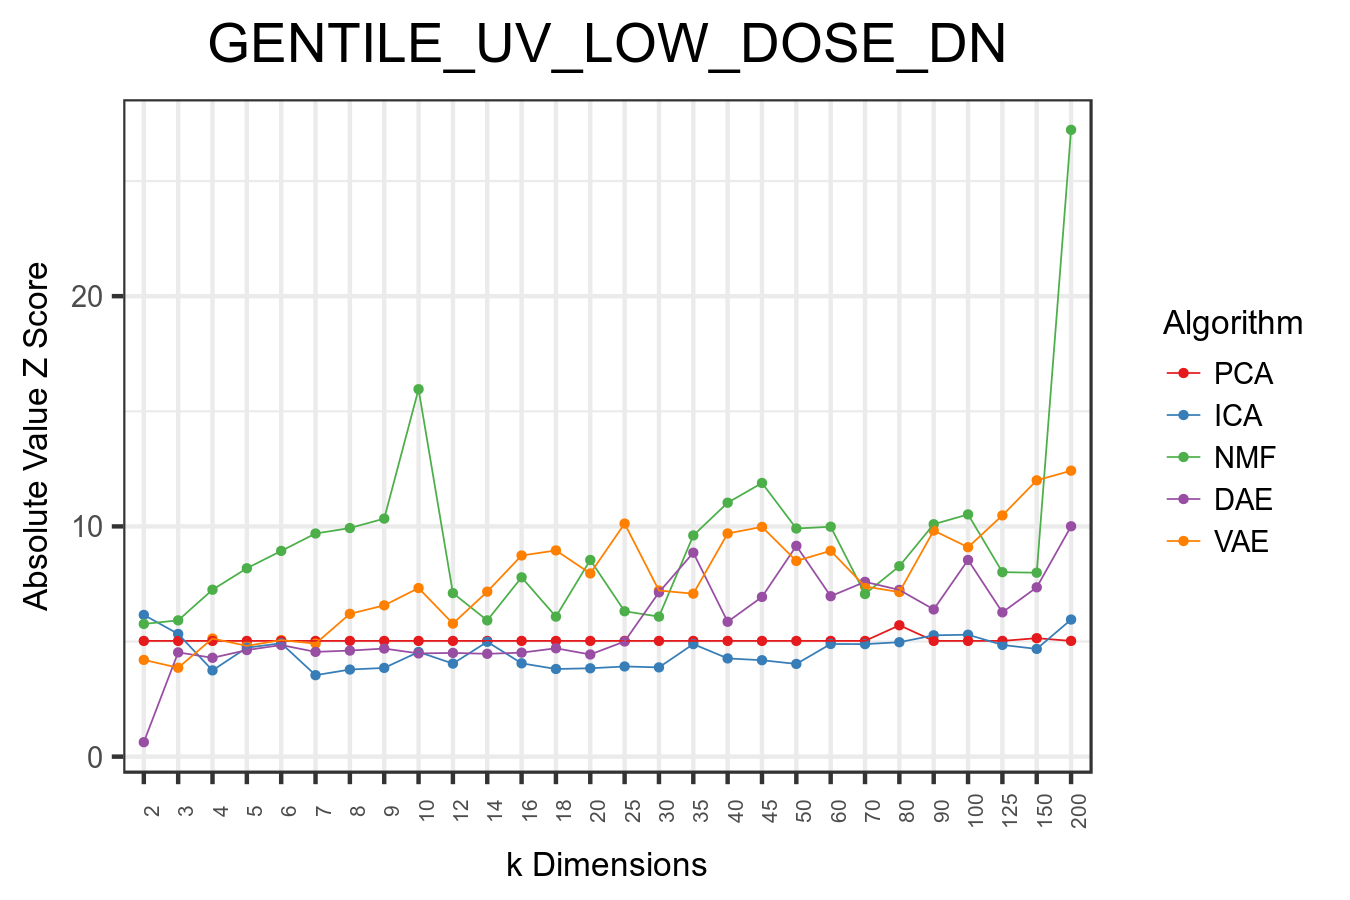 GENTILE_UV_LOW_DOSE_DN
Absolute Value Z Score
20
10
0
2 3 4 5 6 7 8 9 10 12 14 16 18 20 25 30 35 40 45 50 60 70 80 90 100 125 150 200
k Dimensions
Algorithm
PCA
ICA
NMF
DAE
VAE